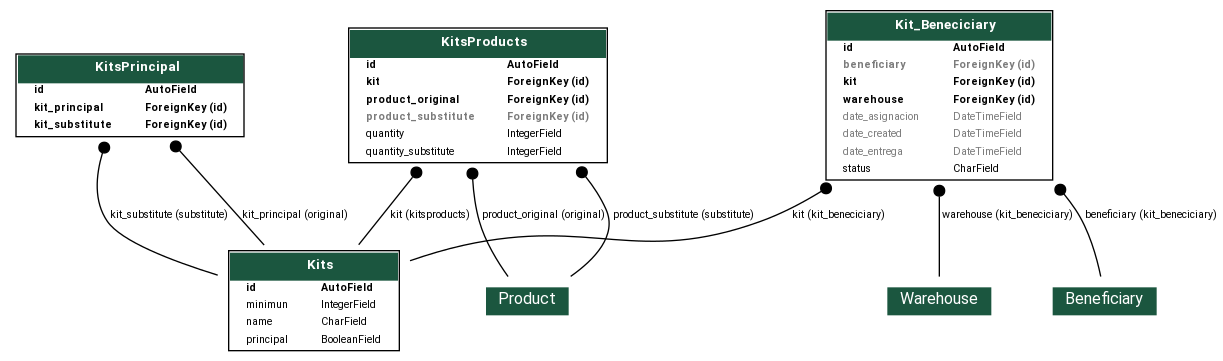 KitsPrincipal
id AutoField
kit_principal ForeignKey (id)
kit_substitute ForeignKey (id)
KitsProducts
id AutoField
kit ForeignKey (id)
product_original ForeignKey (id)
product_substitute ForeignKey (id)
quantity IntegerField
quantity_substitute IntegerField
Kit_Beneciciary
id AutoField
beneficiary ForeignKey (id)
kit ForeignKey (id)
warehouse ForeignKey (id)
date_asignacion DateTimeField
date_created DateTimeField
date_entrega DateTimeField
status CharField
kit_substitute (substitute)
kit_principal (original)
kit (kitsproducts)
product_original (original)
product_substitute (substitute)
kit (kit_beneciciary)
warehouse (kit_beneciciary)
beneficiary (kit_beneciciary)
Kits
id AutoField
minimun IntegerField
name CharField
principal BooleanField
Product
Warehouse
Beneficiary